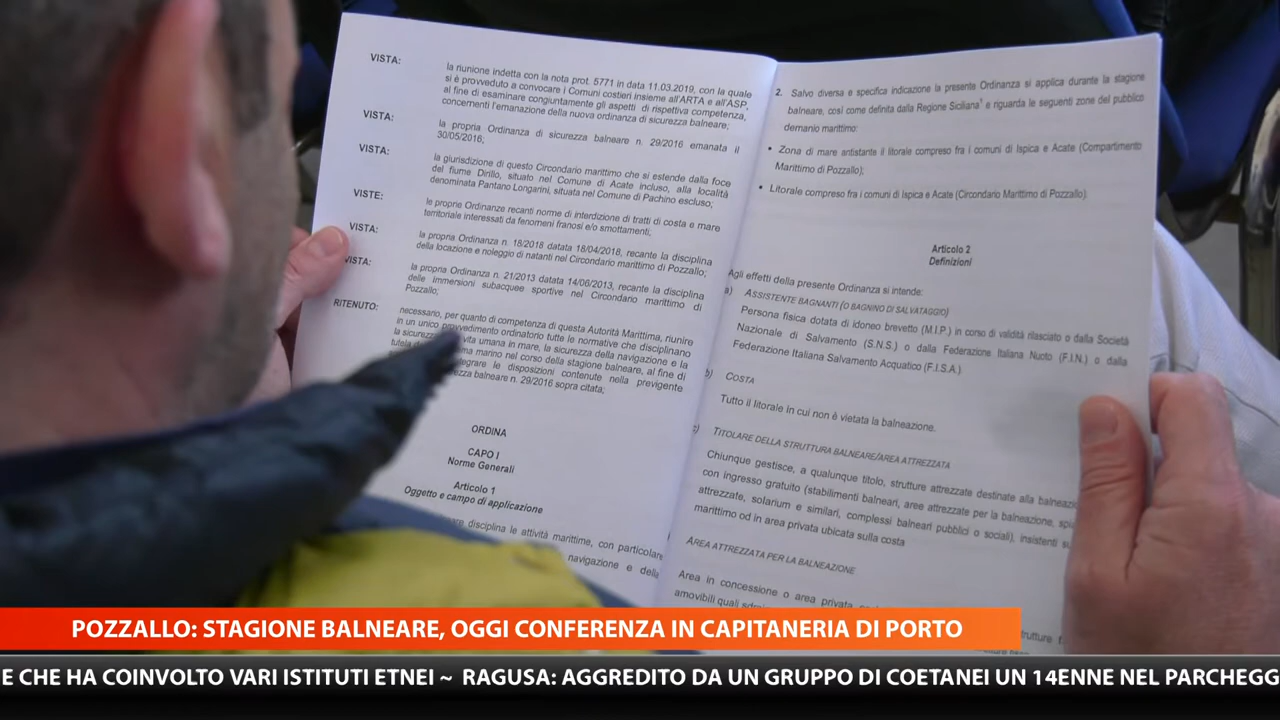 VISTA: la riunione indetta con la nota prot. 5771 in data 11.03.2019, con la quale
si è provveduto a convocare i Comuni costieri insieme all'ARTA e all'ASP,
al fine di esaminare congiuntamente gli aspetti di rispettiva competenza,
concernenti l'emanazione della nuova ordinanza di sicurezza balneare;
VISTA: la propria Ordinanza di sicurezza balneare n. 29/2016 emanata il
30/05/2016;
VISTA: la giurisdizione di questo Circondario marittimo che si estende dalla foce
del fiume Dirillo, situato nel Comune di Acate incluso, alla località
denominata Pantano Longarini, situata nel Comune di Pachino escluso;
VISTE: le proprie Ordinanze recanti norme di interdizione di tratti di costa e mare
territoriale interessati da fenomeni franosi e/o smottamenti,
VISTA: la propria Ordinanza n. 18/2018 datata 18/04/2018, recante la disciplina
della locazione e noleggio di natanti nel Circondario marittimo di Pozzallo;
VISTA: la propria Ordinanza n. 21/2013 datata 14/06/2013, recante la disciplina
delle Immersioni subacquee sportive nel Circondario marittimo di
Pozzallo;
RITENUTO: necessario, per quanto di competenza di questa Autorità Marittima, riunire
in un unico provvedimento ordinatorio tutte le normative che disciplinano
la sicurezza vita umana in mare, la sicurezza della navigazione e la
marino nel corso della stagione balneare, al fine di
integrare le disposizioni contenute nella previgente
balneare n. 29/2016 sopra citata;
ORDINA
CAPO I
Norme Generali
Articolo 1
Oggetto e campo di applicazione
disciplina le attività marittime, con particolare
navigazione e della
2. Salvo diversa e specifica indicazione la presente Ordinanza si applica durante la stagione
balneare, così come definita dalla Regione Siciliana¹ e riguarda le seguenti zone del pubblico
demanio marittimo:
• Zona di mare antistante il litorale compreso fra i comuni di Ispica e Acate (Compartimento
Marittimo di Pozzallo);
• Litorale compreso fra i comuni di Ispica e Acate (Circondario Marittimo di Pozzallo).
Articolo 2
Definizioni
Agli effetti della presente Ordinanza si intende:
a) ASSISTENTE BAGNANTI (O BAGNINO DI SALVATAGGIO)
Persona fisica dotata di idoneo brevetto (M.I.P.) in corso di validità rilasciato o dalla Società
Nazionale di Salvamento (S.N.S.) o dalla Federazione Italiana Nuoto (F.I.N.) o dalla
Federazione Italiana Salvamento Acquatico (F.I.S.A.)
b) COSTA
Tutto il litorale in cui non è vietata la balneazione.
c) TITOLARE DELLA STRUTTURA BALNEARE/AREA ATTREZZATA
Chiunque gestisce, a qualunque titolo, strutture attrezzate destinate alla
con ingresso gratuito (stabilimenti balneari, aree attrezzate per la balneazione,
attrezzate, solarium e similari, complessi balneari pubblici o sociali), insistenti
marittimo od in area privata ubicata sulla costa
AREA ATTREZZATA PER LA BALNEAZIONE
Area in concessione o area privata
amovibili quali
POZZALLO: STAGIONE BALNEARE, OGGI CONFERENZA IN CAPITANERIA DI PORTO
E CHE HA COINVOLTO VARI ISTITUTI ETNEI ~ RAGUSA: AGGREDITO DA UN GRUPPO DI COETANEI UN 14ENNE NEL PARCHEGG